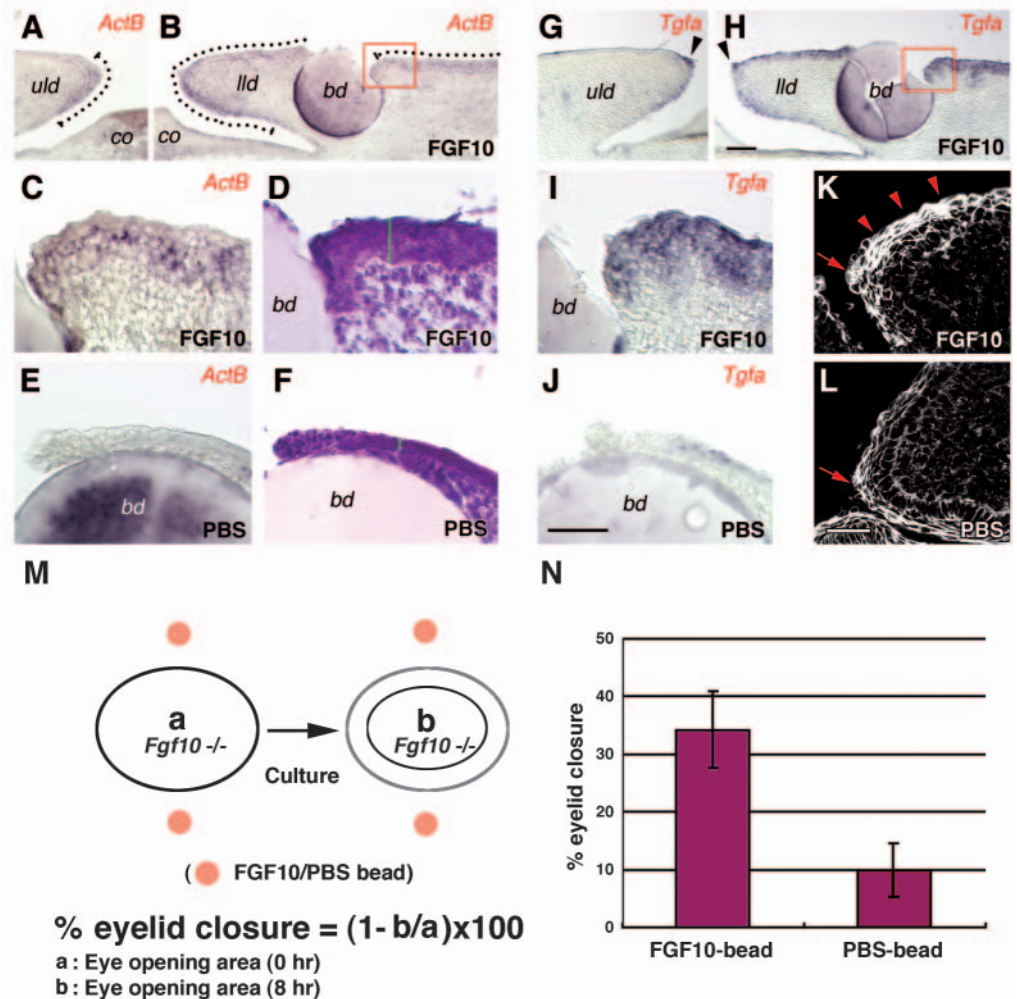 A
ActB
uld
co
B
ActB
lld
bd
co
FGF10
G
Tgfa
uld
H
Tgfa
lld
bd
FGF10
C
ActB
FGF10
D
bd
FGF10
I
Tgfa
bd
FGF10
K
FGF10
E
ActB
bd
PBS
F
bd
PBS
J
Tgfa
bd
PBS
L
PBS
M
a
Fgf10 -/-
Culture
b
Fgf10 -/-
( FGF10/PBS bead)
% eyelid closure = (1- b/a)x100
a : Eye opening area (0 hr)
b : Eye opening area (8 hr)
N
% eyelid closure
50
40
30
20
10
0
FGF10-bead
PBS-bead